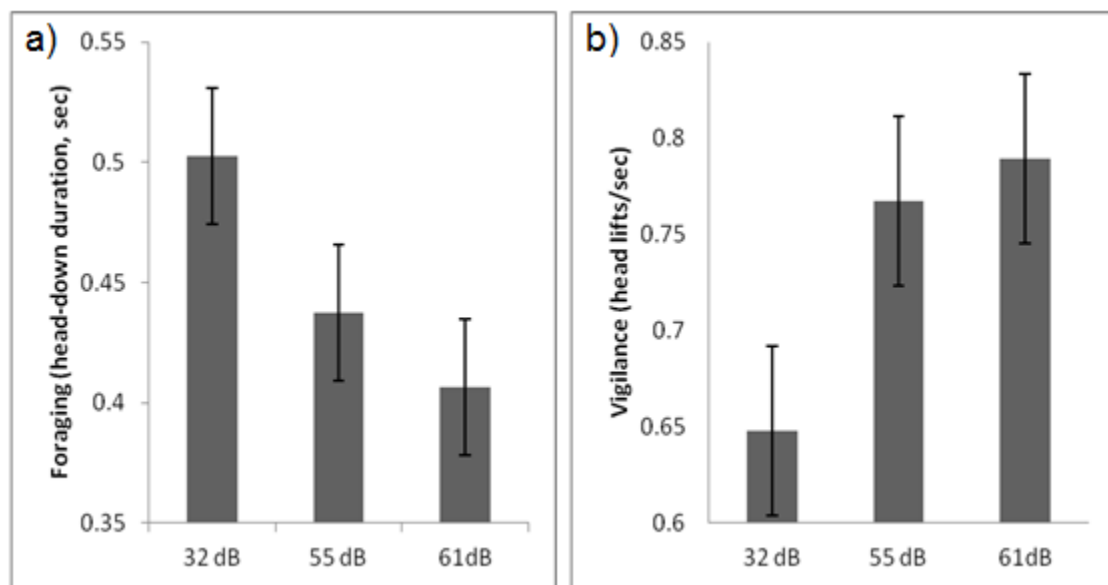 a)
Foraging (head-down duration, sec)
0.55
0.5
0.45
0.4
0.35
32 dB 55 dB 61dB
b)
Vigilance (head lifts/sec)
0.85
0.8
0.75
0.7
0.65
0.6
32 dB 55 dB 61dB